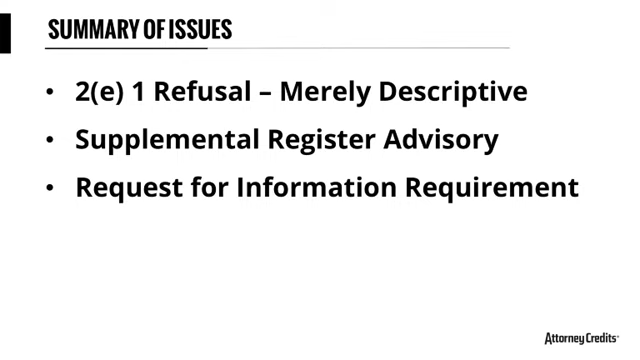 SUMMARY OF ISSUES
• 2(e) 1 Refusal – Merely Descriptive
• Supplemental Register Advisory
• Request for Information Requirement
Attorney Credits